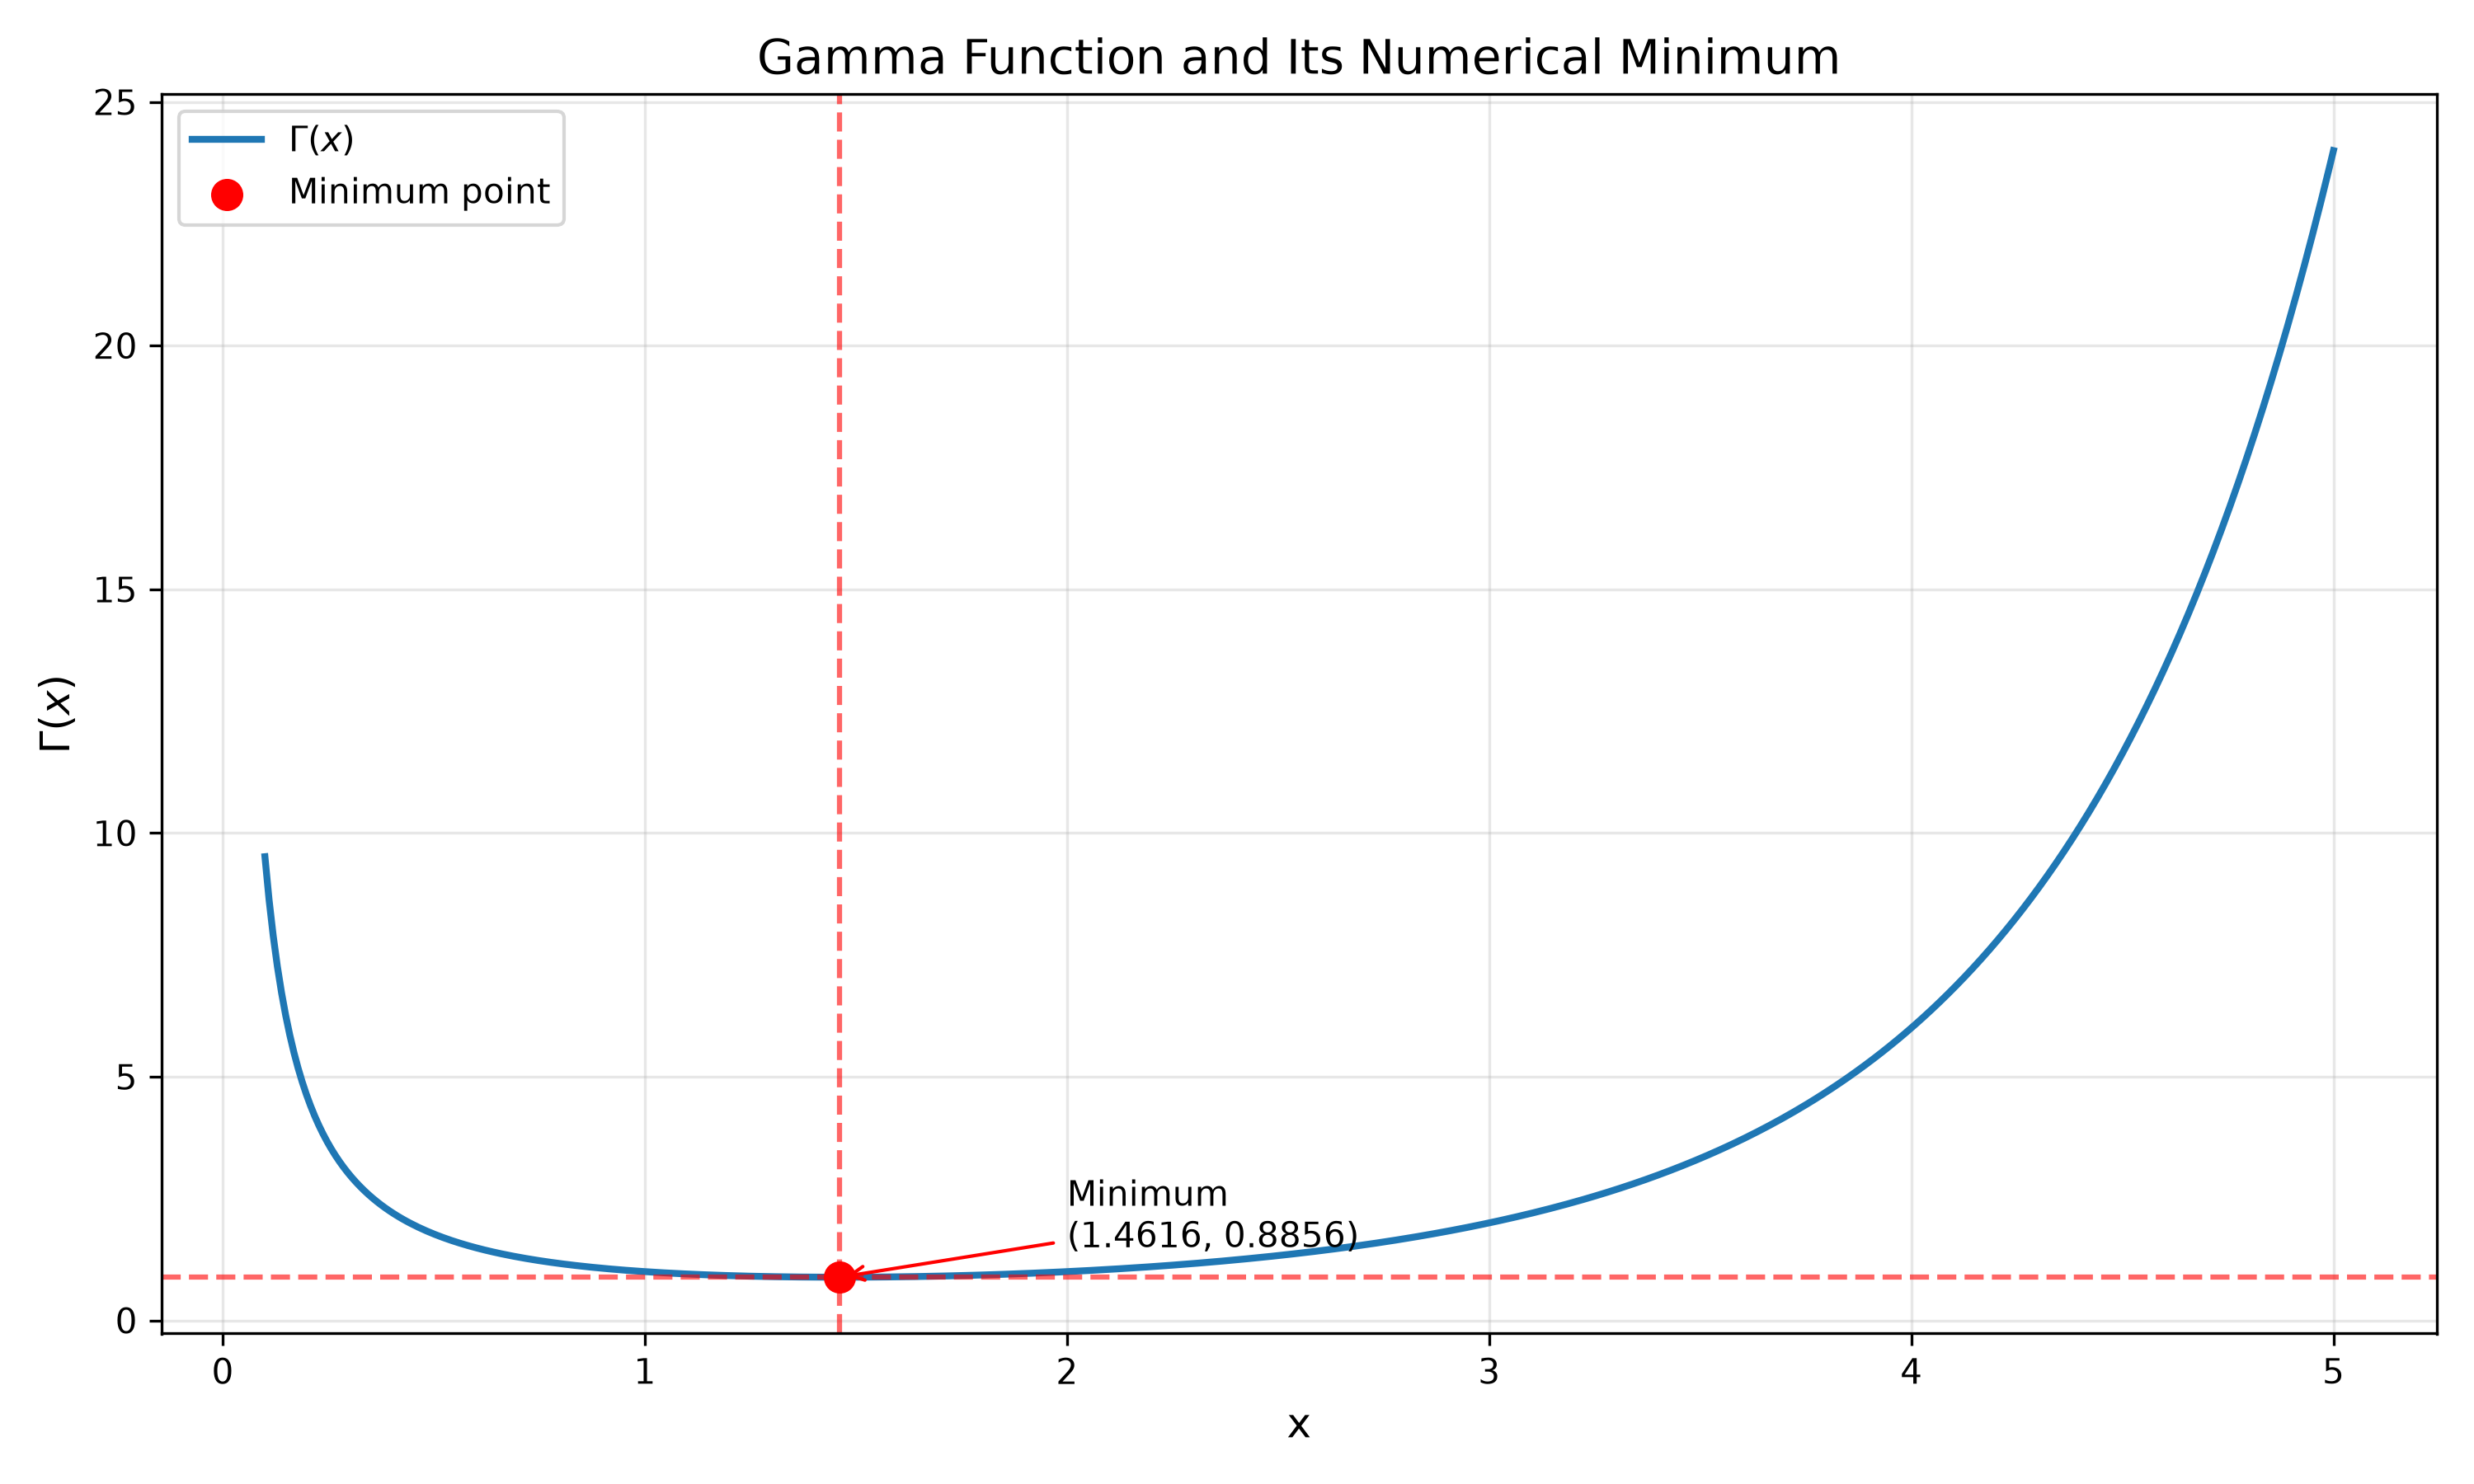 Gamma Function and Its Numerical Minimum
25
20
15
10
5
0
Γ(x)
Γ(x)
Minimum point
Minimum
(1.4616, 0.8856)
0
1
2
3
4
5
x